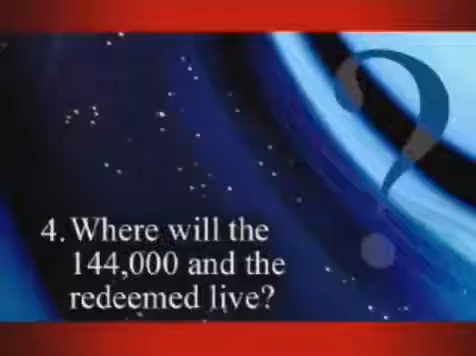 ?
4. Where will the
144,000 and the
redeemed live?